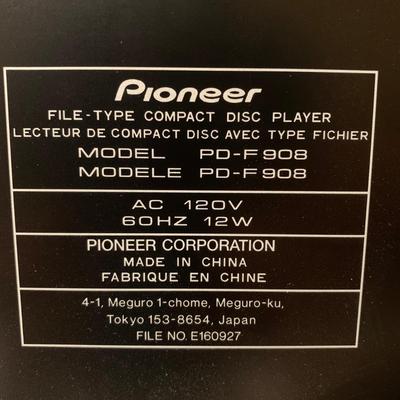 Pioneer
FILE-TYPE COMPACT DISC PLAYER
LECTEUR DE COMPACT DISC AVEC TYPE FICHIER
MODEL PD-F908
MODELE PD-F908
AC 120V
60HZ 12W
PIONEER CORPORATION
MADE IN CHINA
FABRIQUE EN CHINE
4-1, Meguro 1-chome, Meguro-ku,
Tokyo 153-8654, Japan
FILE NO. E160927